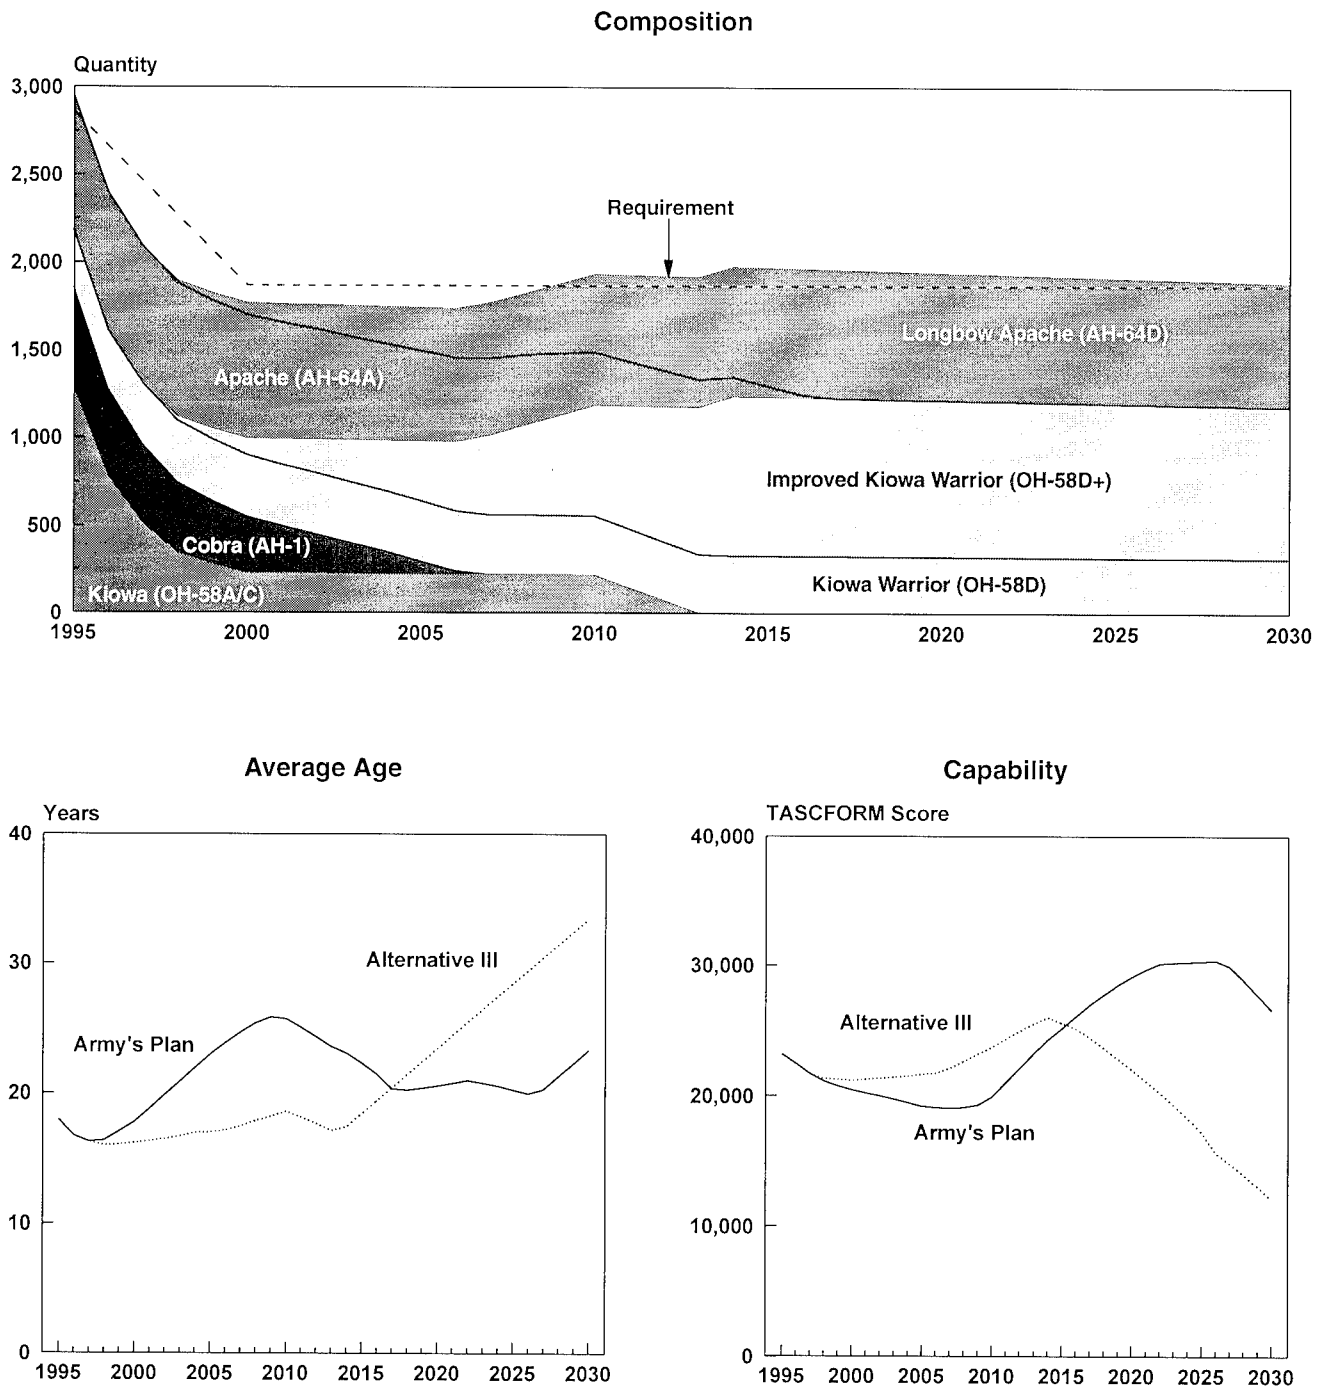 Composition
Quantity
3,000
2,500
2,000
1,500
1,000
500
0
Requirement
Longbow Apache (AH-64D)
Apache (AH-64A)
Improved Kiowa Warrior (OH-58D+)
Cobra (AH-1)
Kiowa (OH-58A/C)
Kiowa Warrior (OH-58D)
1995 2000 2005 2010 2015 2020 2025 2030
Average Age
Years
40
30
20
10
0
Alternative III
Army's Plan
1995 2000 2005 2010 2015 2020 2025 2030
Capability
TASCFORM Score
40,000
30,000
20,000
10,000
0
Alternative III
Army's Plan
1995 2000 2005 2010 2015 2020 2025 2030